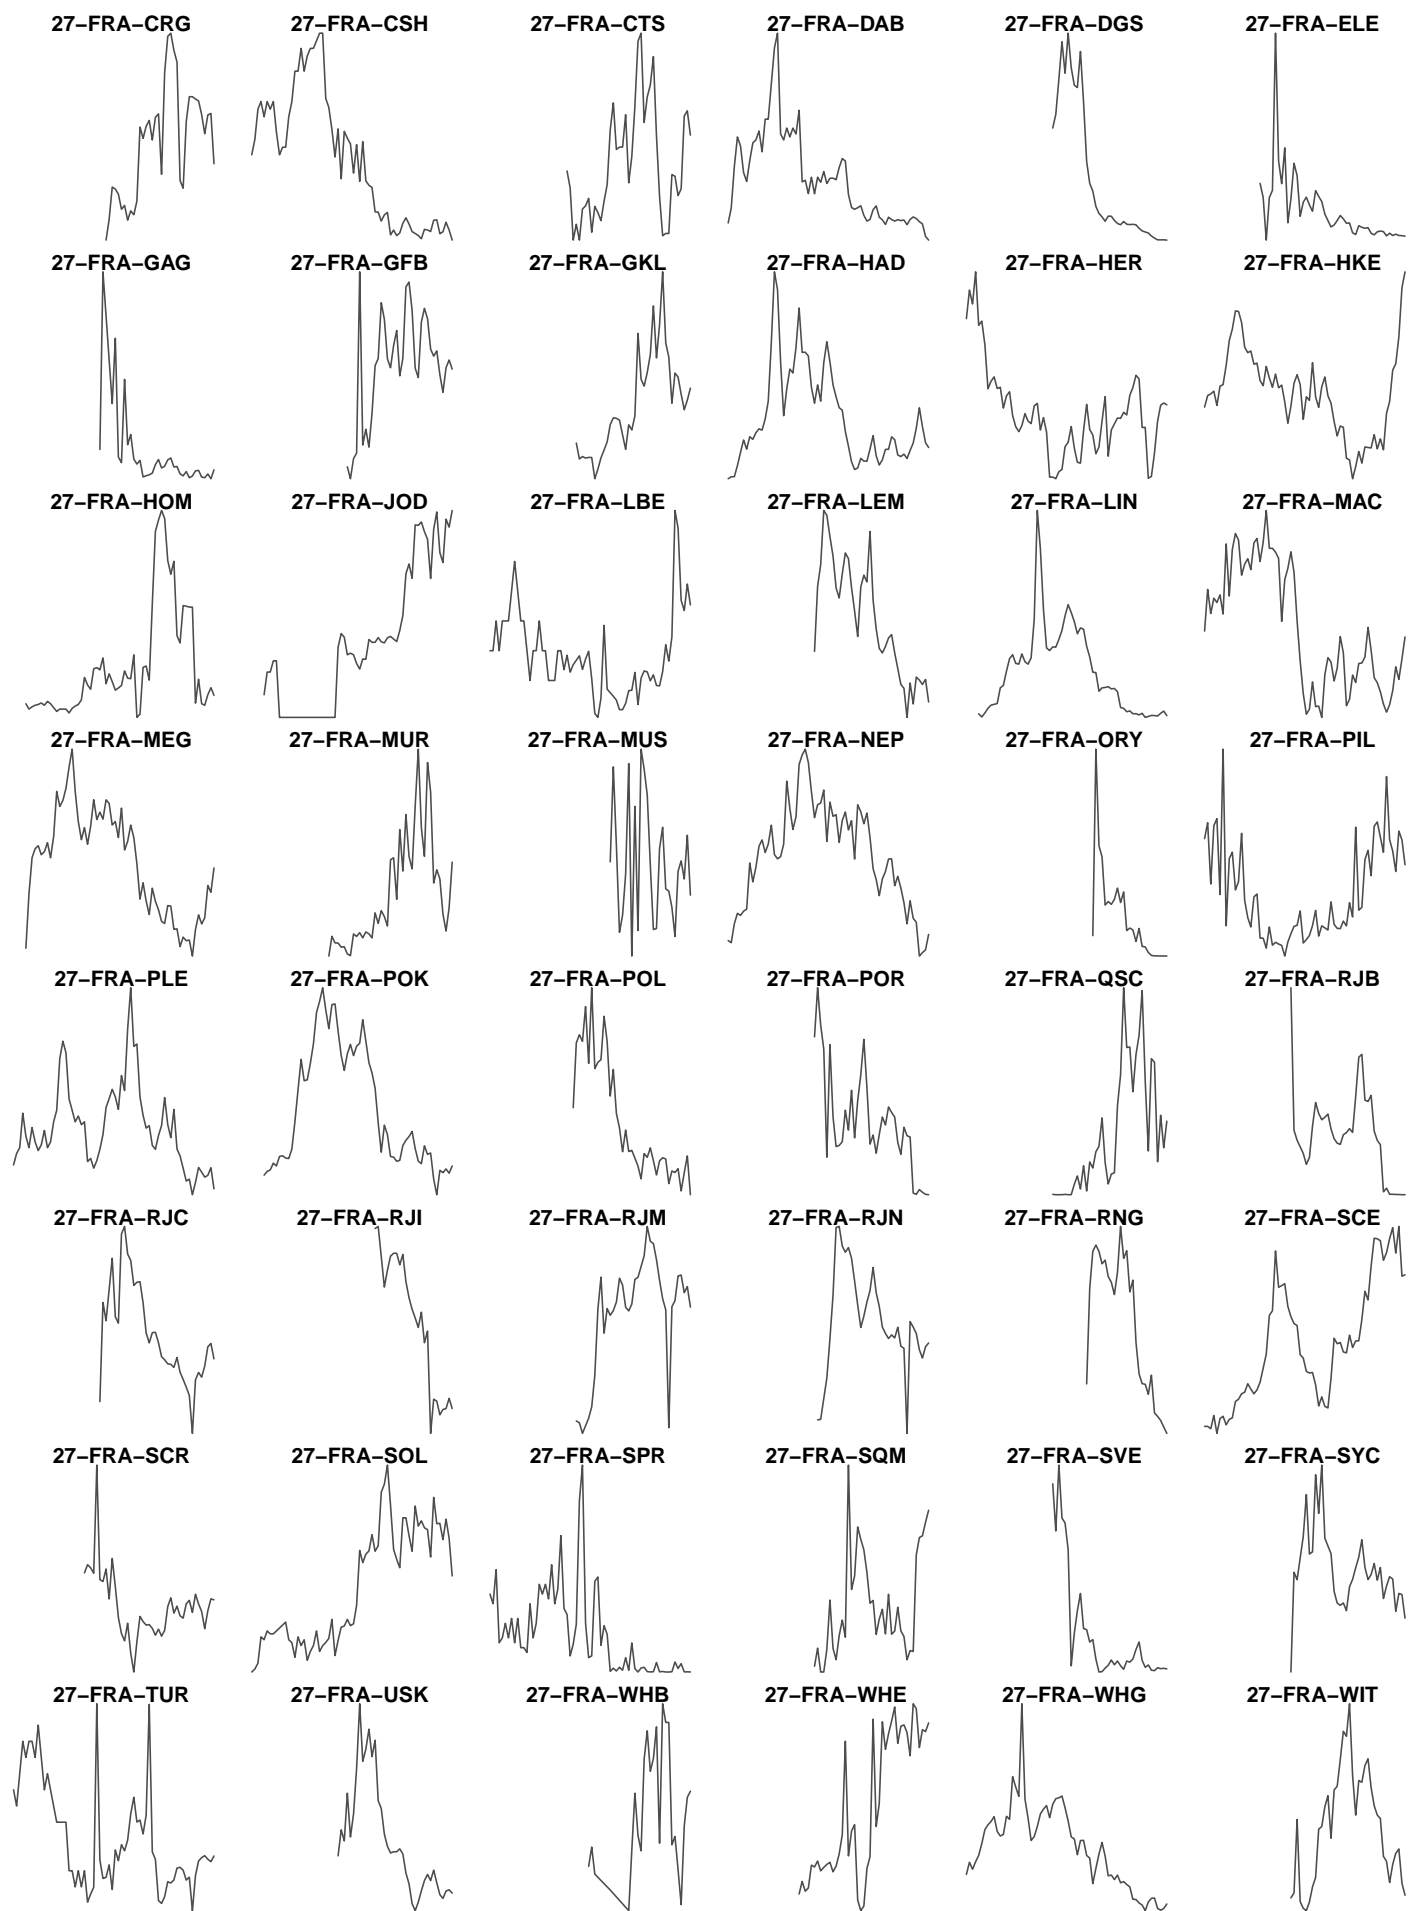 27–FRA–CRG 27–FRA–CSH 27–FRA–CTS 27–FRA–DAB 27–FRA–DGS 27–FRA–ELE
27–FRA–GAG 27–FRA–GFB 27–FRA–GKL 27–FRA–HAD 27–FRA–HER 27–FRA–HKE
27–FRA–HOM 27–FRA–JOD 27–FRA–LBE 27–FRA–LEM 27–FRA–LIN 27–FRA–MAC
27–FRA–MEG 27–FRA–MUR 27–FRA–MUS 27–FRA–NEP 27–FRA–ORY 27–FRA–PIL
27–FRA–PLE 27–FRA–POK 27–FRA–POL 27–FRA–POR 27–FRA–QSC 27–FRA–RJB
27–FRA–RJC 27–FRA–RJI 27–FRA–RJM 27–FRA–RJN 27–FRA–RNG 27–FRA–SCE
27–FRA–SCR 27–FRA–SOL 27–FRA–SPR 27–FRA–SQM 27–FRA–SVE 27–FRA–SYC
27–FRA–TUR 27–FRA–USK 27–FRA–WHB 27–FRA–WHE 27–FRA–WHG 27–FRA–WIT